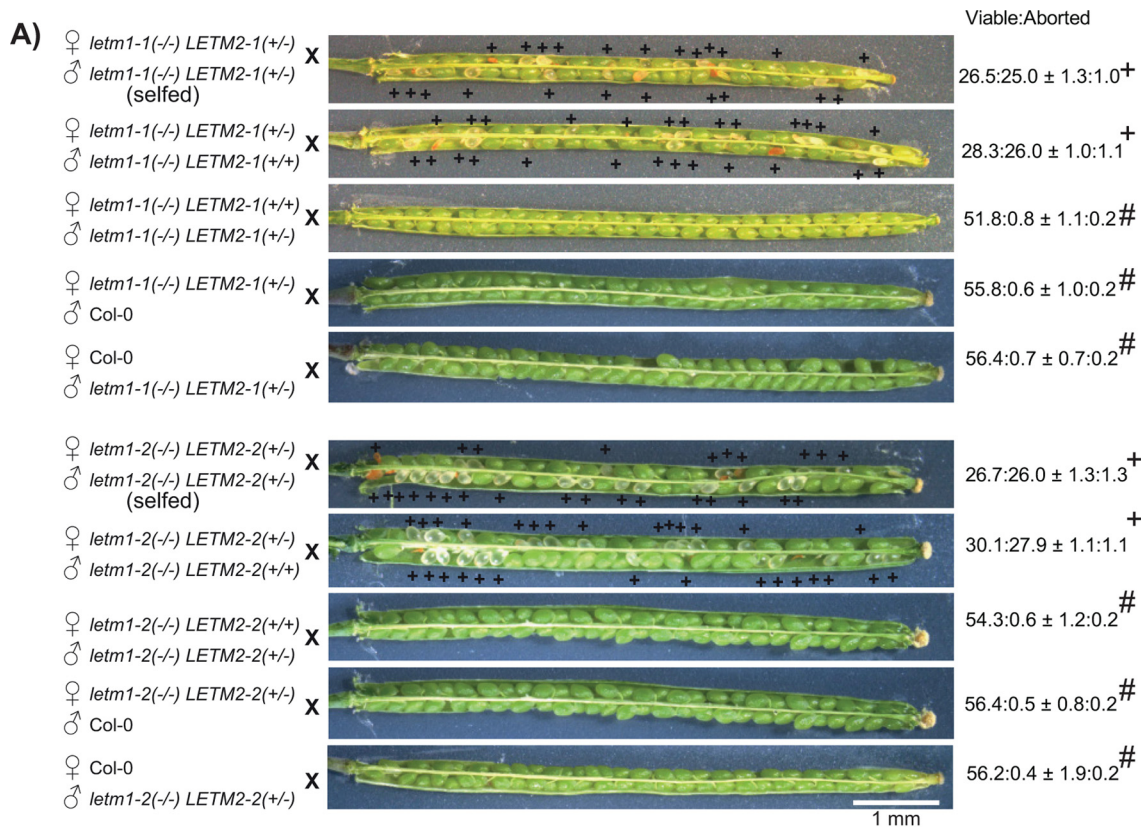 A)
Viable:Aborted
♀ letm1-1(-/-) LETM2-1(+/-)
♂ letm1-1(-/-) LETM2-1(+/-)
(selfed)
X
26.5:25.0 ± 1.3:1.0+
♀ letm1-1(-/-) LETM2-1(+/-)
♂ letm1-1(-/-) LETM2-1(+/+)
X
28.3:26.0 ± 1.0:1.1+
♀ letm1-1(-/-) LETM2-1(+/+)
♂ letm1-1(-/-) LETM2-1(+/-)
X
51.8:0.8 ± 1.1:0.2#
♀ letm1-1(-/-) LETM2-1(+/-)
♂ Col-0
X
55.8:0.6 ± 1.0:0.2#
♀ Col-0
♂ letm1-1(-/-) LETM2-1(+/-)
X
56.4:0.7 ± 0.7:0.2#
♀ letm1-2(-/-) LETM2-2(+/-)
♂ letm1-2(-/-) LETM2-2(+/-)
(selfed)
X
26.7:26.0 ± 1.3:1.3+
♀ letm1-2(-/-) LETM2-2(+/-)
♂ letm1-2(-/-) LETM2-2(+/+)
X
30.1:27.9 ± 1.1:1.1+
♀ letm1-2(-/-) LETM2-2(+/+)
♂ letm1-2(-/-) LETM2-2(+/-)
X
54.3:0.6 ± 1.2:0.2#
♀ letm1-2(-/-) LETM2-2(+/-)
♂ Col-0
X
56.4:0.5 ± 0.8:0.2#
♀ Col-0
♂ letm1-2(-/-) LETM2-2(+/-)
X
56.2:0.4 ± 1.9:0.2#
1 mm